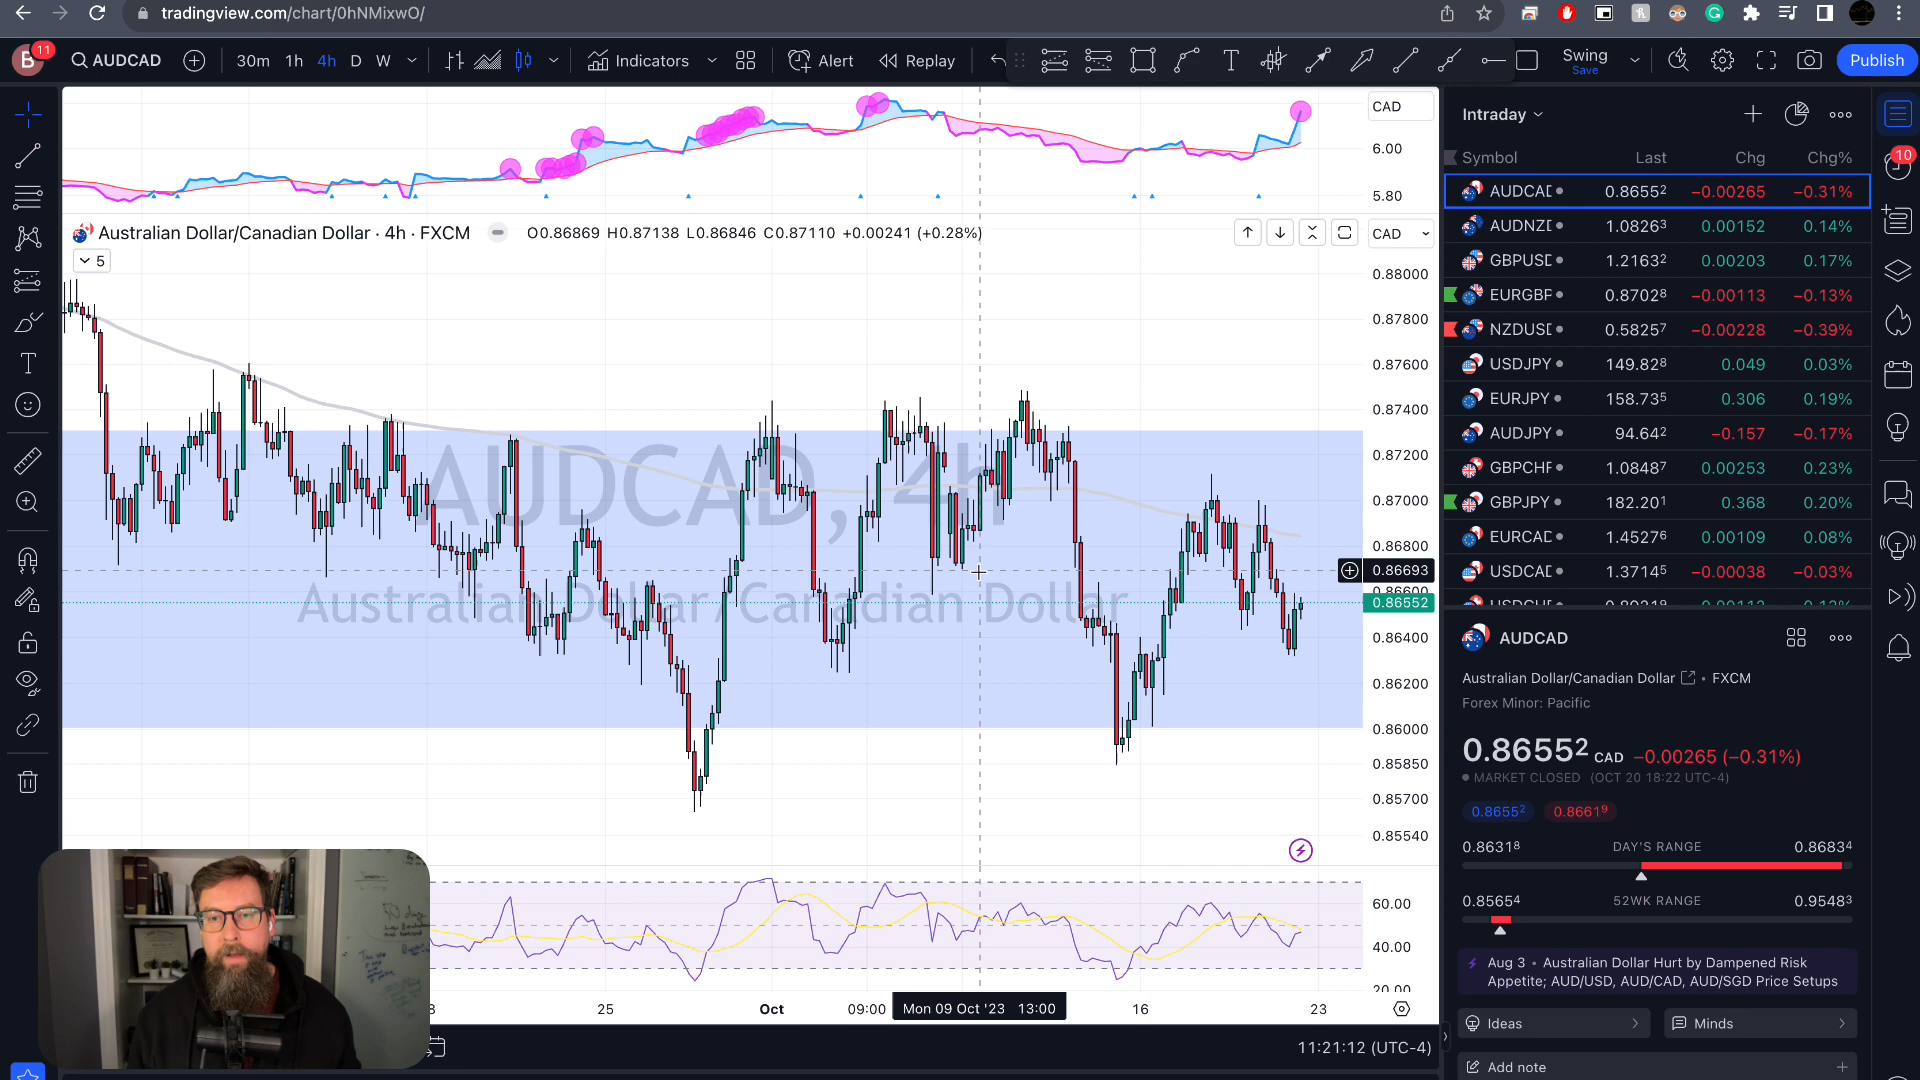 tradingview.com/chart/0hNMixwO/
B
11
AUDCAD
30m 1h 4h D W
Indicators
Alert
Replay
T
Swing
Save
Publish
CAD
6.00
5.80
Australian Dollar/Canadian Dollar · 4h · FXCM
O0.86869 H0.87138 L0.86846 C0.87110 +0.00241 (+0.28%)
CAD
5
0.88000
0.87800
0.87600
0.87400
0.87200
0.87000
0.86800
0.86693
0.86600
0.86552
0.86400
0.86200
0.86000
0.85850
0.85700
0.85540
AUDCAD, 4h
Australian Dollar/Canadian Dollar
60.00
40.00
20.00
25
Oct
09:00
Mon 09 Oct '23 13:00
16
23
11:21:12 (UTC-4)
Intraday
Symbol Last Chg Chg%
AUDCAD 0.86552 −0.00265 −0.31%
AUDNZD 1.08263 0.00152 0.14%
GBPUSD 1.21632 0.00203 0.17%
EURGBP 0.87028 −0.00113 −0.13%
NZDUSD 0.58257 −0.00228 −0.39%
USDJPY 149.828 0.049 0.03%
EURJPY 158.735 0.306 0.19%
AUDJPY 94.642 −0.157 −0.17%
GBPCHF 1.08487 0.00253 0.23%
GBPJPY 182.201 0.368 0.20%
EURCAD 1.45276 0.00109 0.08%
USDCAD 1.37145 −0.00038 −0.03%
10
AUDCAD
Australian Dollar/Canadian Dollar • FXCM
Forex Minor: Pacific
0.86552 CAD −0.00265 (−0.31%)
MARKET CLOSED (OCT 20 18:22 UTC-4)
0.86552 0.86619
0.86318 DAY'S RANGE 0.86834
0.85654 52WK RANGE 0.95483
Aug 3 • Australian Dollar Hurt by Dampened Risk
Appetite; AUD/USD, AUD/CAD, AUD/SGD Price Setups
Ideas
Minds
Add note